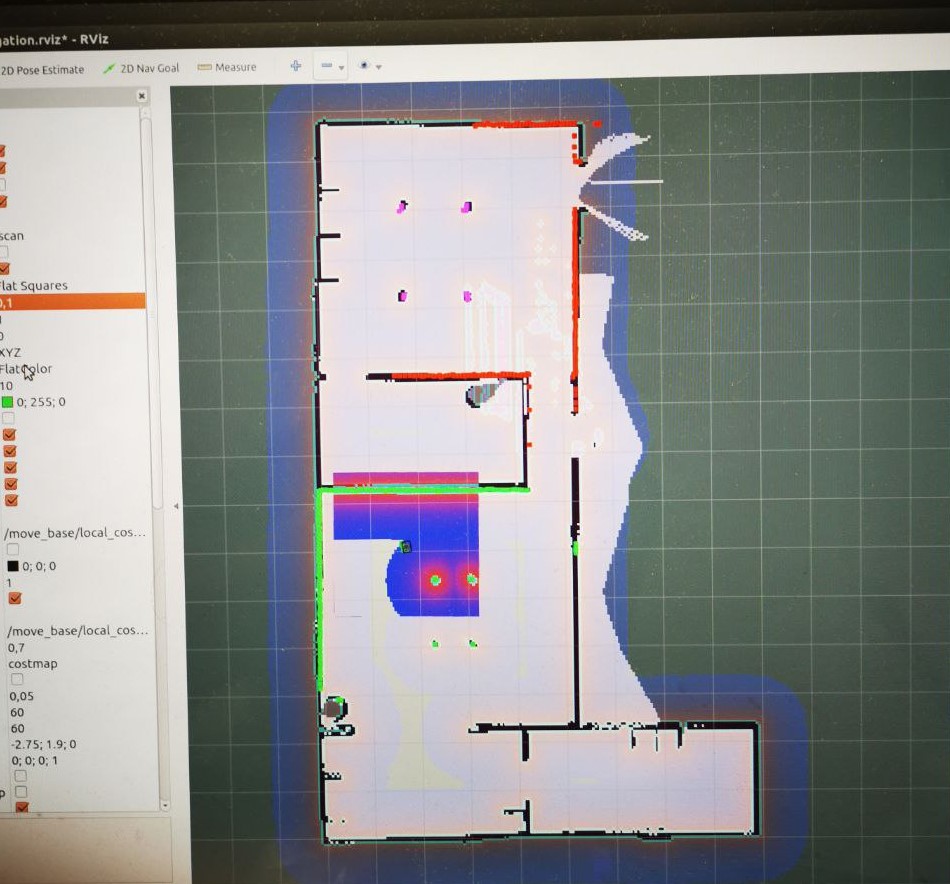 gation.rviz* - RViz
2D Pose Estimate 2D Nav Goal Measure
scan
Flat Squares
0,1
0
XYZ
FlatColor
10
0; 255; 0
/move_base/local_cos...
0; 0; 0
1
/move_base/local_cos...
0,7
costmap
0,05
60
60
-2.75; 1.9; 0
0; 0; 0; 1